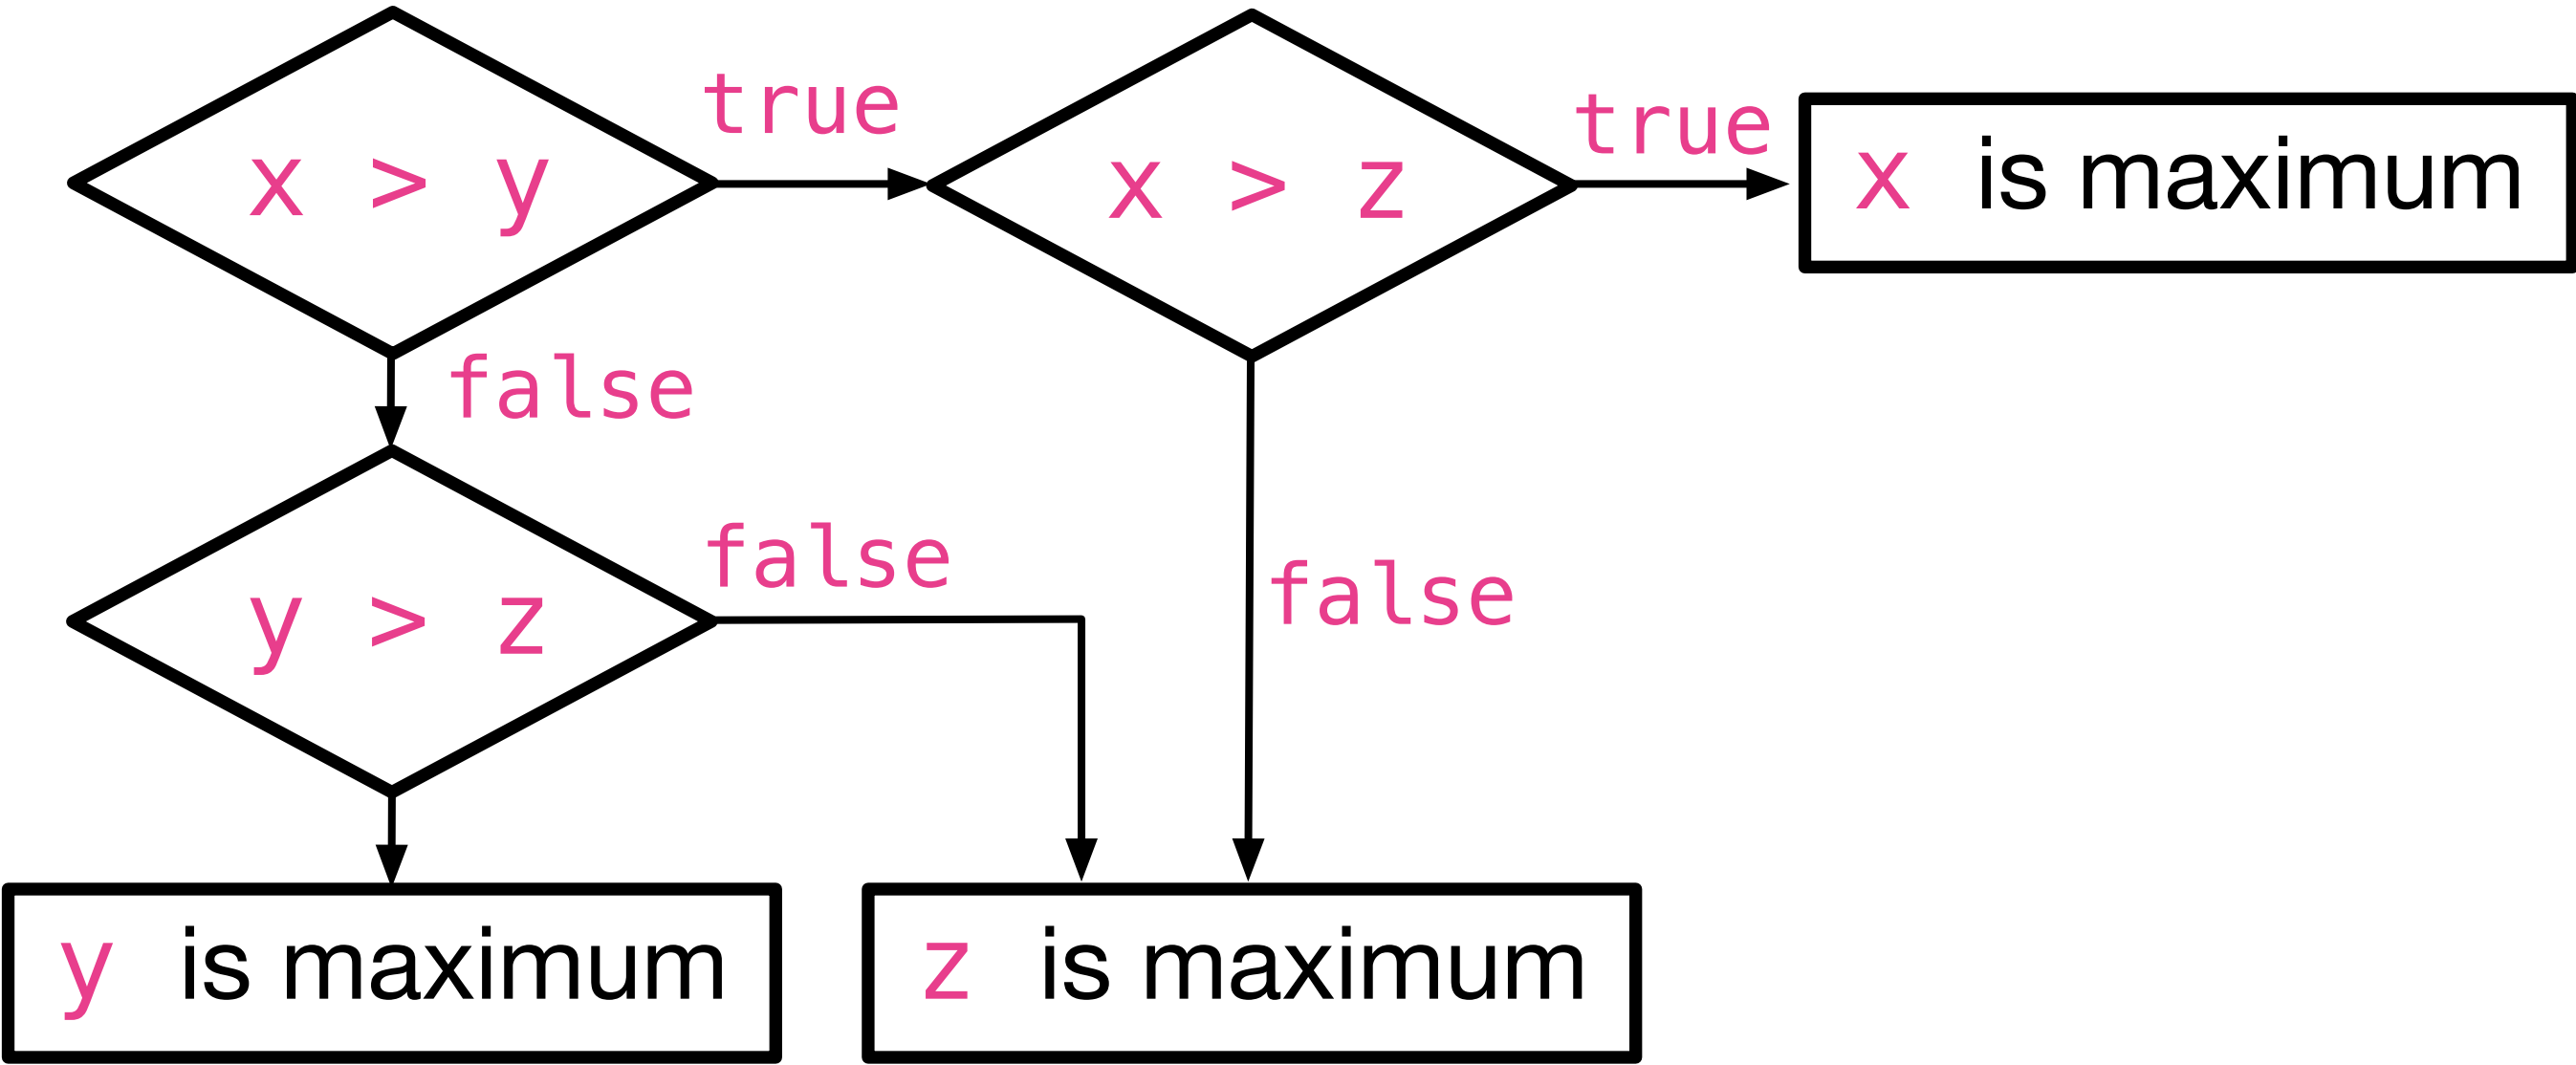 true
true
x > y
x > z
x is maximum
false
false
y > z
false
y is maximum
z is maximum